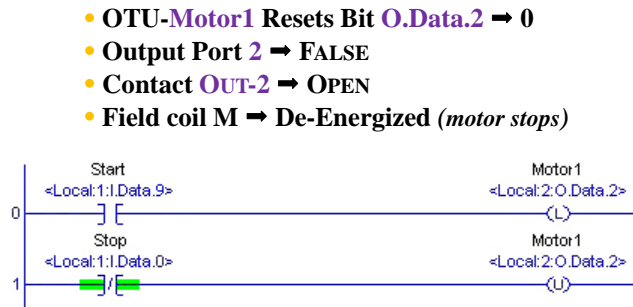 • OTU-Motor1 Resets Bit O.Data.2 ➞ 0
• Output Port 2 ➞ FALSE
• Contact OUT-2 ➞ OPEN
• Field coil M ➞ De-Energized (motor stops)
Start Motor1
<Local:1:I.Data.9> <Local:2:O.Data.2>
0 L
Stop Motor1
<Local:1:I.Data.0> <Local:2:O.Data.2>
1 / U